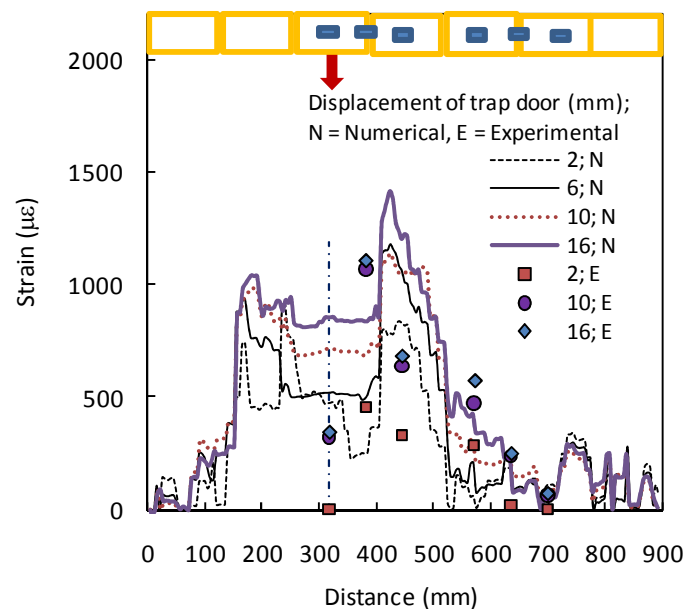 2000
1500
1000
500
0
Strain (με)
Displacement of trap door (mm);
N = Numerical, E = Experimental
2; N
6; N
10; N
16; N
2; E
10; E
16; E
0 100 200 300 400 500 600 700 800 900
Distance (mm)